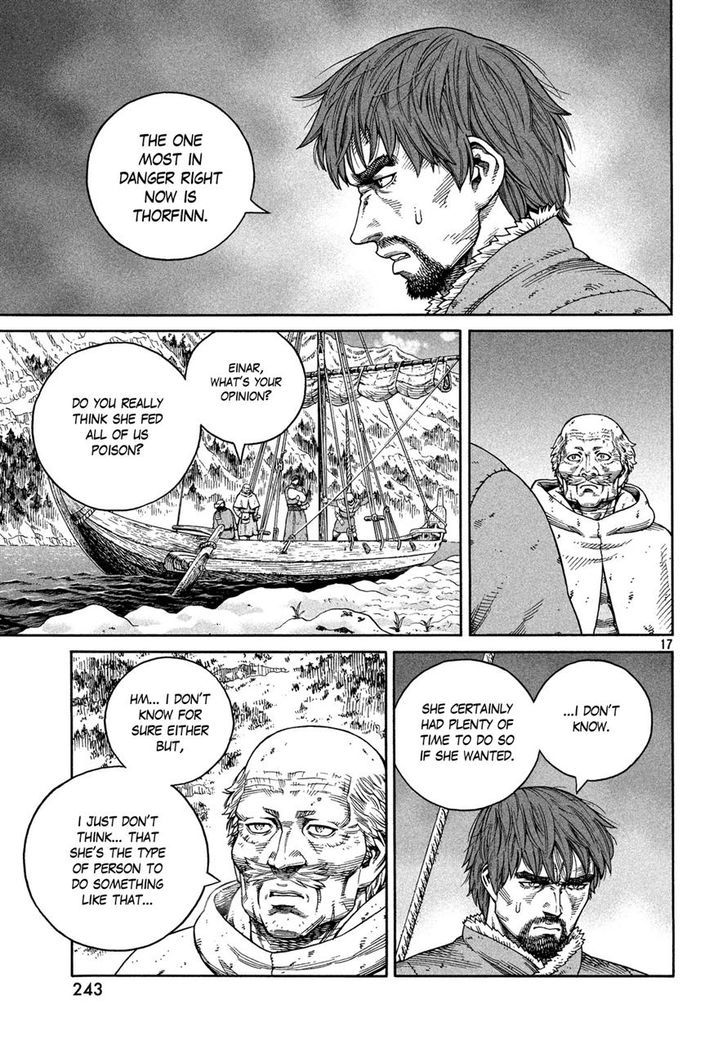 THE ONE
MOST IN
DANGER RIGHT
NOW IS
THORFINN.
EINAR,
WHAT'S YOUR
OPINION?
DO YOU REALLY
THINK SHE FED
ALL OF US
POISON?
17
...I DON'T
KNOW.
SHE CERTAINLY
HAD PLENTY OF
TIME TO DO SO
IF SHE WANTED.
HM... I DON'T
KNOW FOR
SURE EITHER
BUT,
I JUST DON'T
THINK... THAT
SHE'S THE TYPE
OF PERSON TO
DO SOMETHING
LIKE THAT...
243